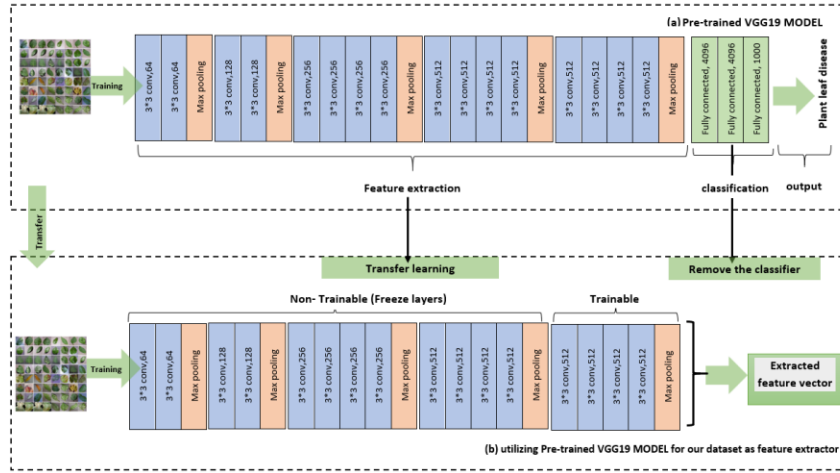 (a) Pre-trained VGG19 MODEL
Training
3*3 conv,64
3*3 conv,64
Max pooling
3*3 conv,128
3*3 conv,128
Max pooling
3*3 conv,256
3*3 conv,256
3*3 conv,256
3*3 conv,256
Max pooling
3*3 conv,512
3*3 conv,512
3*3 conv,512
3*3 conv,512
Max pooling
3*3 conv,512
3*3 conv,512
3*3 conv,512
3*3 conv,512
Max pooling
Fully connected, 4096
Fully connected, 4096
Fully connected, 1000
Plant leaf disease
Feature extraction
classification
output
Transfer
Transfer learning
Remove the classifier
Non- Trainable (Freeze layers)
Trainable
Training
3*3 conv,64
3*3 conv,64
Max pooling
3*3 conv,128
3*3 conv,128
Max pooling
3*3 conv,256
3*3 conv,256
3*3 conv,256
3*3 conv,256
Max pooling
3*3 conv,512
3*3 conv,512
3*3 conv,512
3*3 conv,512
Max pooling
3*3 conv,512
3*3 conv,512
3*3 conv,512
3*3 conv,512
Max pooling
Extracted
feature vector
(b) utilizing Pre-trained VGG19 MODEL for our dataset as feature extractor